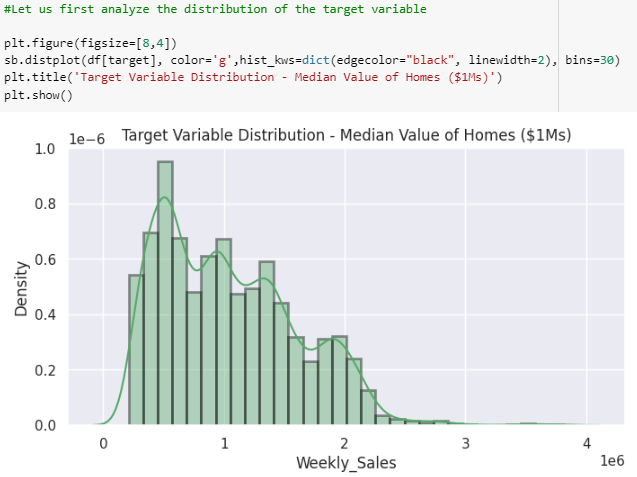 #Let us first analyze the distribution of the target variable
plt.figure(figsize=[8,4])
sb.distplot(df[target], color='g',hist_kws=dict(edgecolor="black", linewidth=2), bins=30)
plt.title('Target Variable Distribution - Median Value of Homes ($1Ms)')
plt.show()
1e−6
Target Variable Distribution - Median Value of Homes ($1Ms)
1.0
0.8
0.6
0.4
0.2
0.0
Density
0 1 2 3 4
1e6
Weekly_Sales